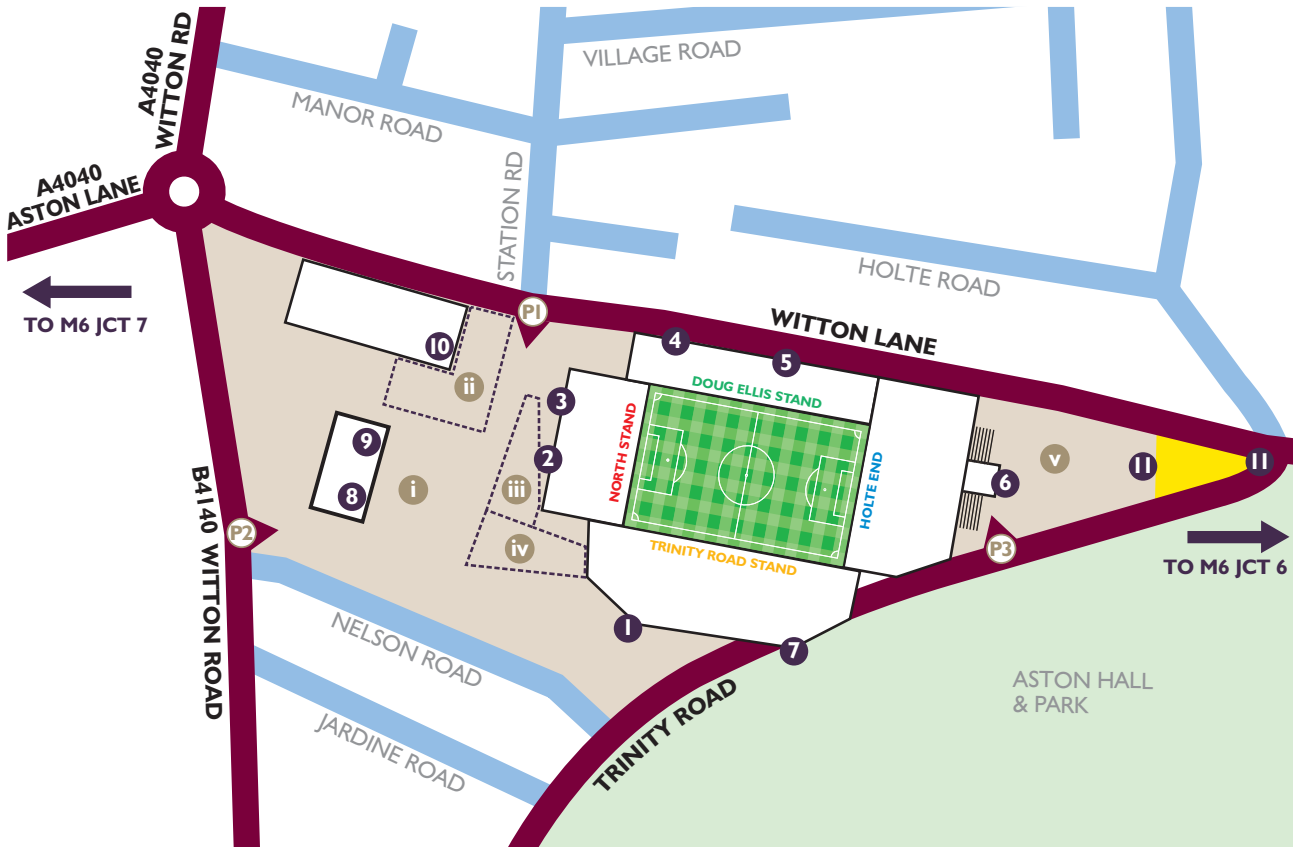 A4040
WITTON RD
VILLAGE ROAD
MANOR ROAD
A4040
ASTON LANE
STATION RD
HOLTE ROAD
TO M6 JCT 7
P1
WITTON LANE
10
4
5
ii
DOUG ELLIS STAND
3
NORTH STAND
9
2
8
i
iii
HOLTE END
6
v
11
11
B4140 WITTON ROAD
P2
iv
TRINITY ROAD STAND
P3
TO M6 JCT 6
NELSON ROAD
1
7
JARDINE ROAD
TRINITY ROAD
ASTON HALL
& PARK